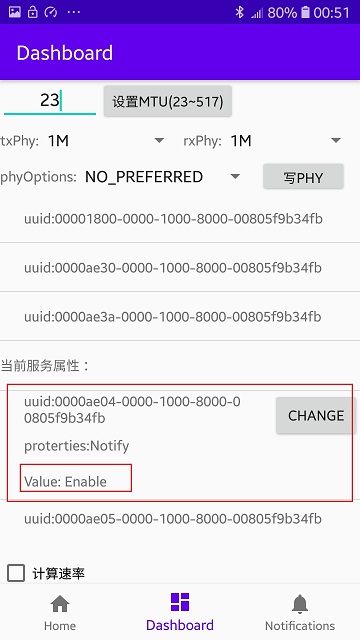 80% 00:51
Dashboard
23 设置MTU(23~517)
txPhy: 1M rxPhy: 1M
phyOptions: NO_PREFERRED 写PHY
uuid:00001800-0000-1000-8000-00805f9b34fb
uuid:0000ae30-0000-1000-8000-00805f9b34fb
uuid:0000ae3a-0000-1000-8000-00805f9b34fb
当前服务属性：
uuid:0000ae04-0000-1000-8000-0
0805f9b34fb
CHANGE
proterties:Notify
Value: Enable
uuid:0000ae05-0000-1000-8000-00805f9b34fb
计算速率
Home Dashboard Notifications